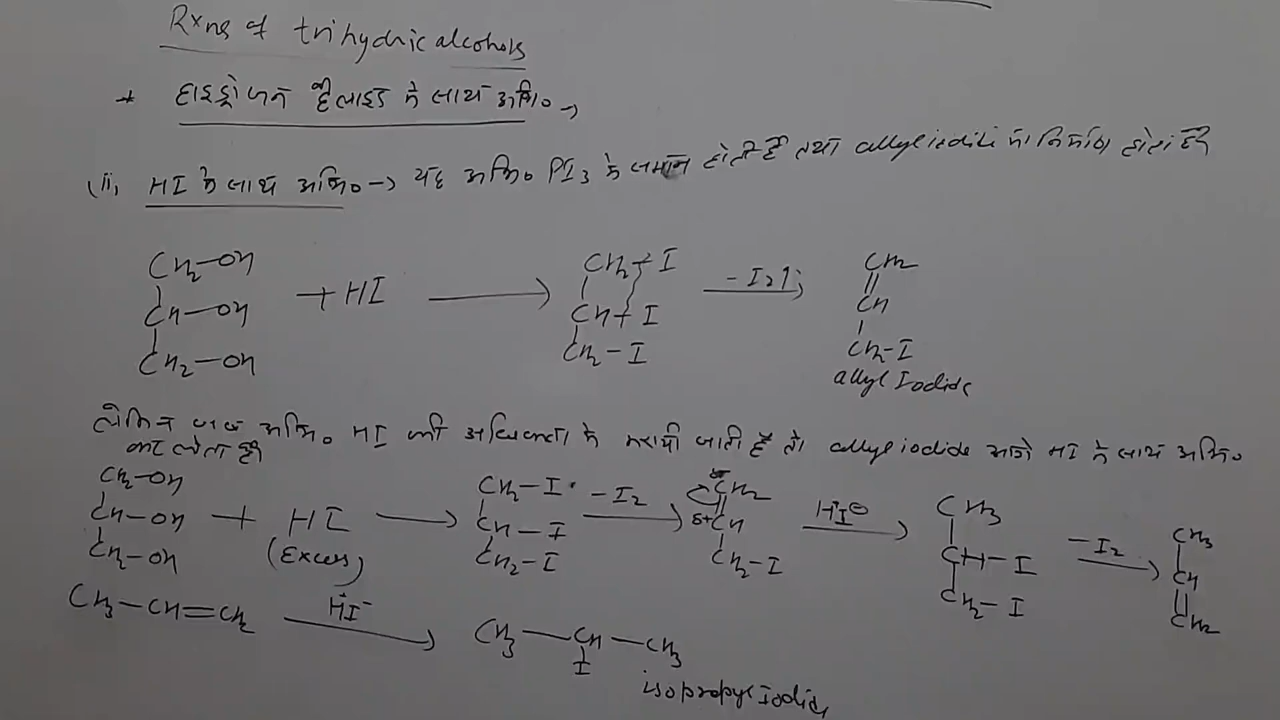 Rxns of trihydric alcohols
* हाइड्रोजन हैलाइड के साथ अभि० →
(ii) HI के साथ अभि० → यह अभि० PI3 के समान होती है तथा allyl iodide का निर्माण होता है
CH2-OH CH2-I CH2
CH-OH + HI → CH-I -I2↑ → CH
CH2-OH CH2-I CH2-I
allyl Iodide
लेकिन जब अभि० HI की अधिकता में करायी जाती है तो allyl iodide आगे HI के साथ अभि०
कर लेता है
CH2-OH CH2-I -I2 CH2 CH3 CH3
CH-OH + HI → CH-I → δ+CH H+I⊖ → CH-I -I2 → CH
CH2-OH (Excess) CH2-I CH2-I CH2-I CH2
CH3-CH=CH2 H+I- → CH3-CH-CH3
I
isopropyl Iodide